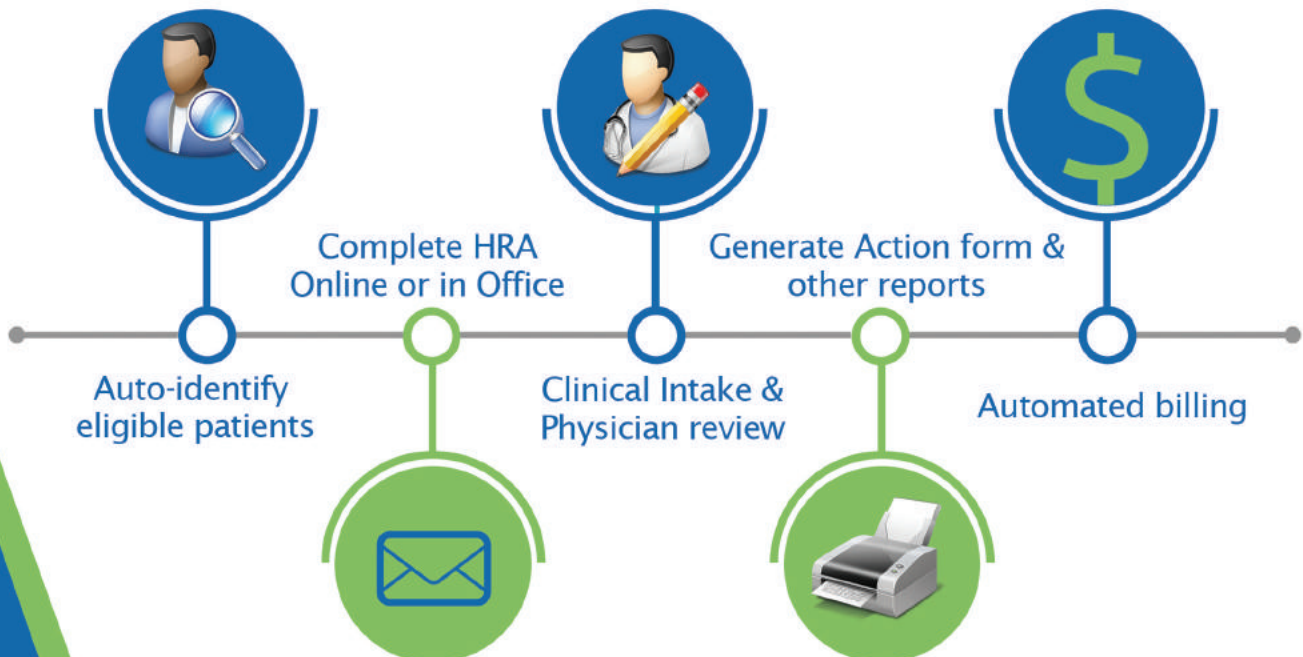 Auto-identify
eligible patients
Complete HRA
Online or in Office
Clinical Intake &
Physician review
Generate Action form &
other reports
Automated billing
$